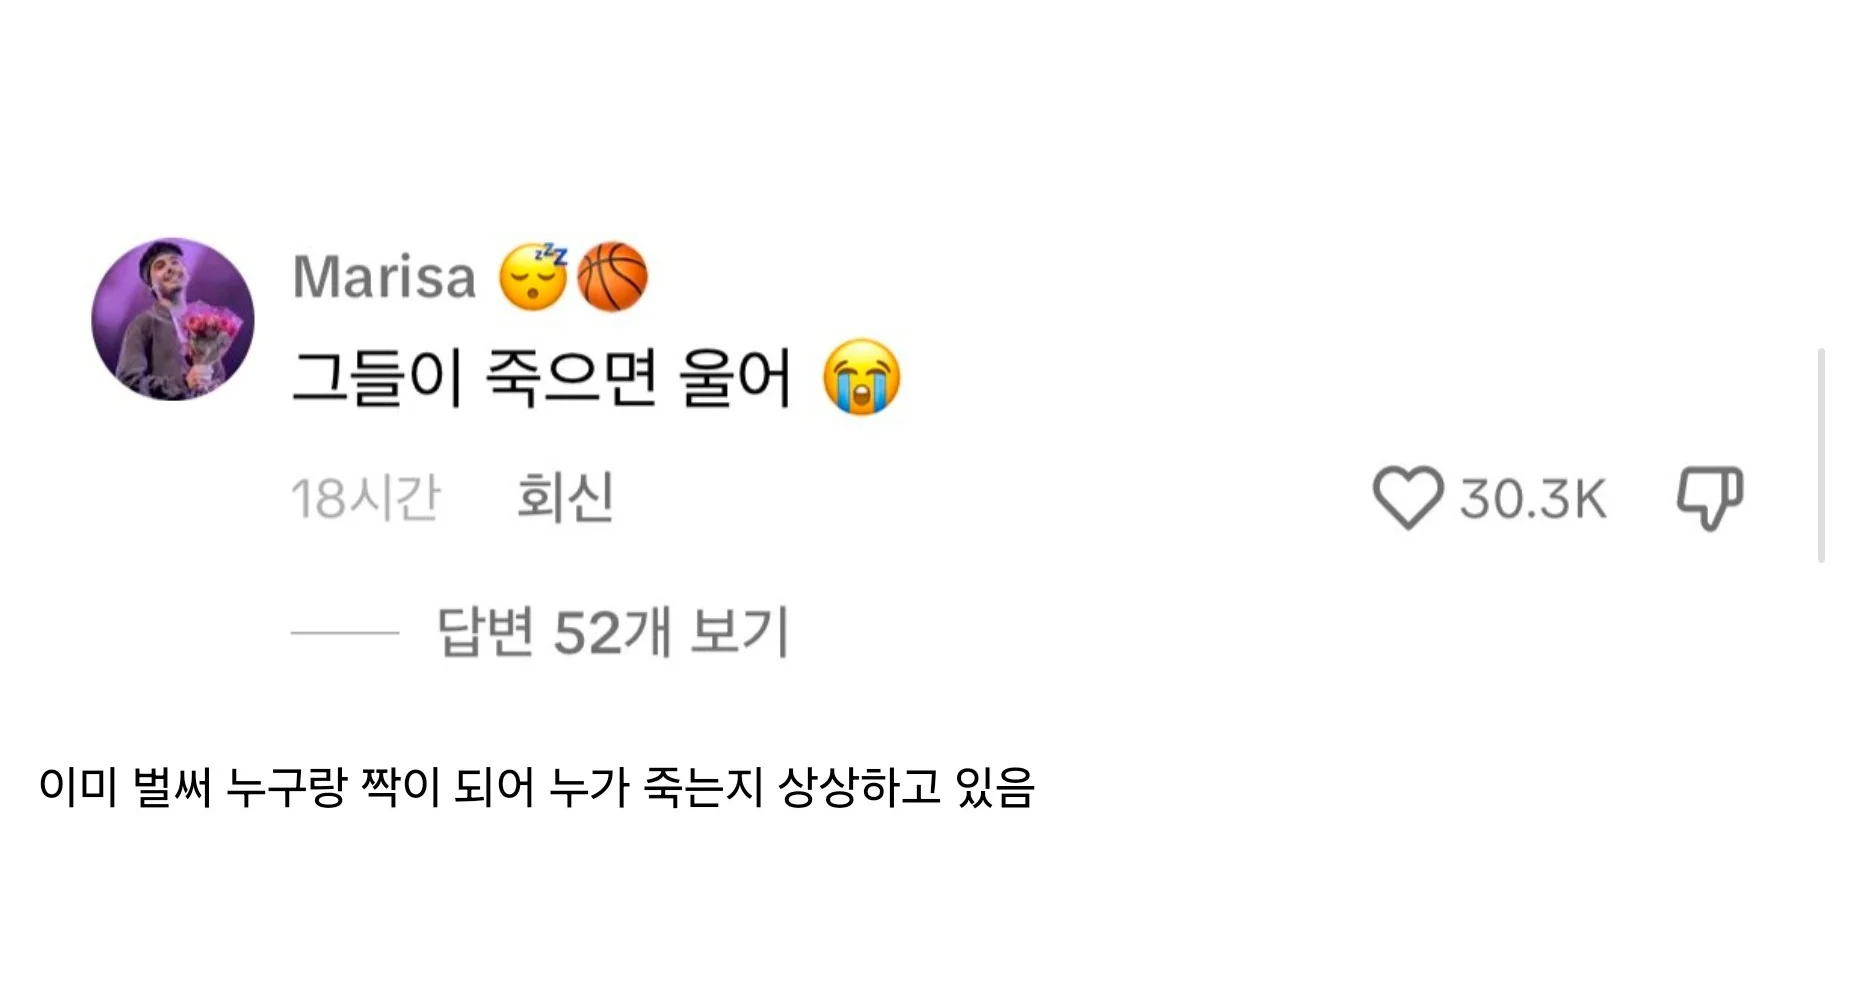 Marisa 😴🏀
그들이 죽으면 울어 😭
18시간 회신 30.3K
답변 52개 보기
이미 벌써 누구랑 짝이 되어 누가 죽는지 상상하고 있음